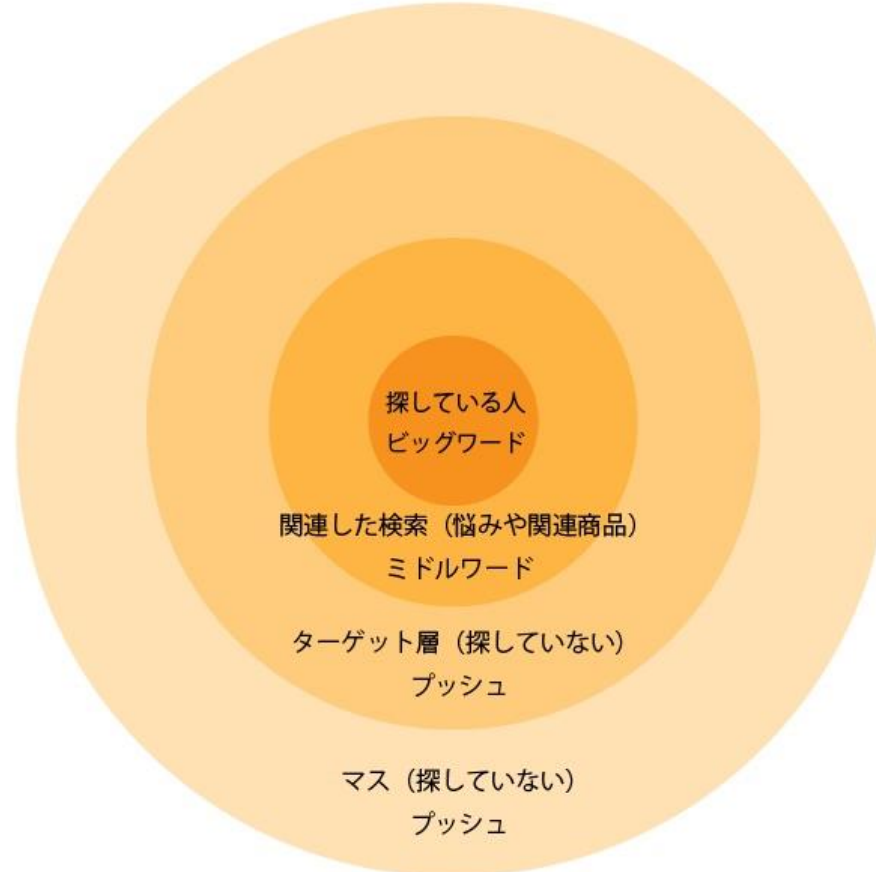 探している人
ビッグワード
関連した検索（悩みや関連商品）
ミドルワード
ターゲット層（探していない）
プッシュ
マス（探していない）
プッシュ